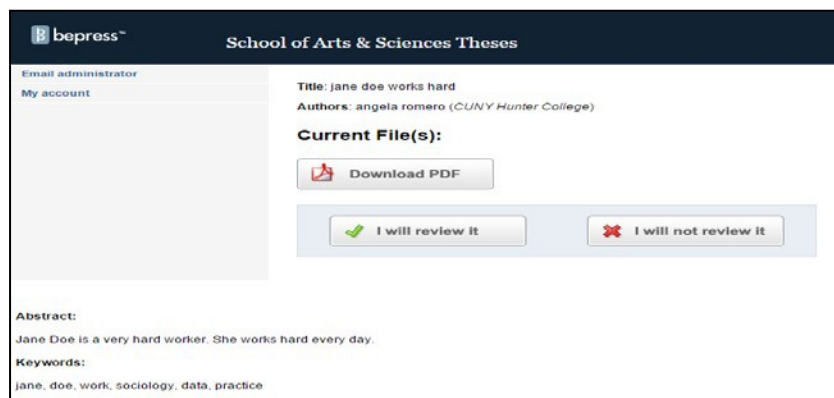 bepress™
School of Arts & Sciences Theses
Email administrator
My account
Title: jane doe works hard
Authors: angela romero (CUNY Hunter College)
Current File(s):
Download PDF
I will review it
I will not review it
Abstract:
Jane Doe is a very hard worker. She works hard every day.
Keywords:
jane, doe, work, sociology, data, practice